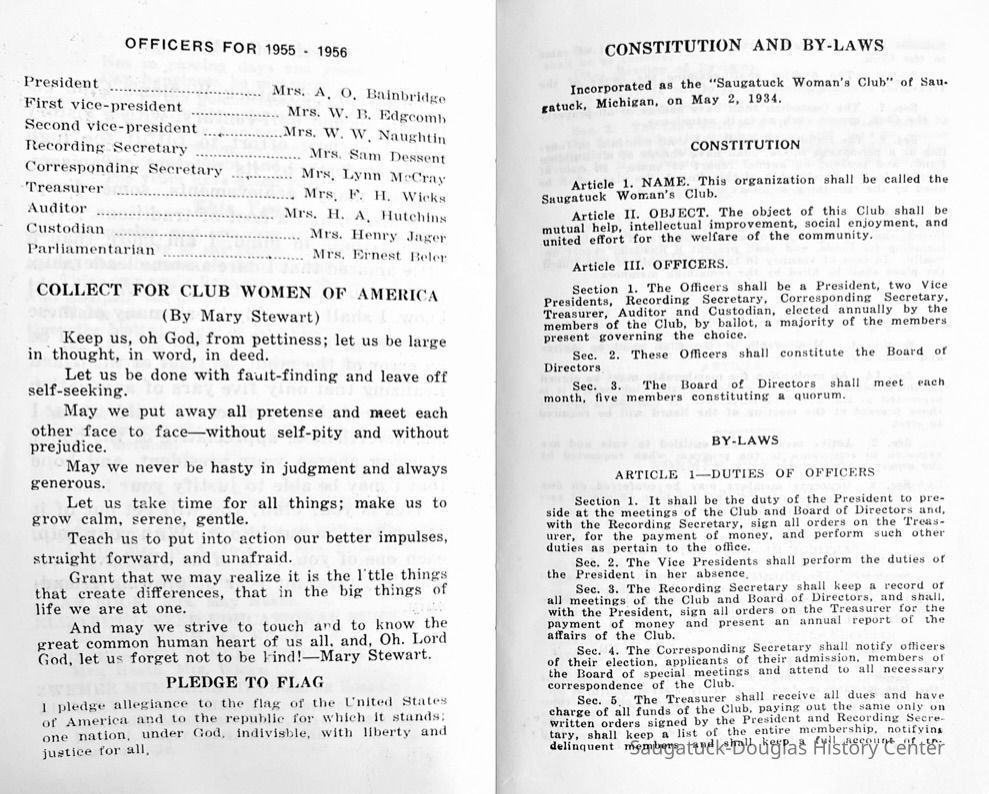 OFFICERS FOR 1955 - 1956
President ........................ Mrs. A. O. Bainbridge
First vice-president ................ Mrs. W. B. Edgcomb
Second vice-president ............ Mrs. W. W. Naughtin
Recording Secretary ................ Mrs. Sam Dessent
Corresponding Secretary ............ Mrs. Lynn McCray
Treasurer ........................ Mrs. F. H. Wicks
Auditor ........................ Mrs. H. A. Hutchins
Custodian ........................ Mrs. Henry Jager
Parliamentarian ................ Mrs. Ernest Beler
COLLECT FOR CLUB WOMEN OF AMERICA
(By Mary Stewart)
Keep us, oh God, from pettiness; let us be large
in thought, in word, in deed.
Let us be done with fault-finding and leave off
self-seeking.
May we put away all pretense and meet each
other face to face—without self-pity and without
prejudice.
May we never be hasty in judgment and always
generous.
Let us take time for all things; make us to
grow calm, serene, gentle.
Teach us to put into action our better impulses,
straight forward, and unafraid.
Grant that we may realize it is the l'ttle things
that create differences, that in the big things of
life we are at one.
And may we strive to touch and to know the
great common human heart of us all, and, Oh. Lord
God, let us forget not to be kind!—Mary Stewart.
PLEDGE TO FLAG
I pledge allegiance to the flag of the United States
of America and to the republic for which it stands;
one nation, under God, indivisble, with liberty and
justice for all.
CONSTITUTION AND BY-LAWS
Incorporated as the "Saugatuck Woman's Club" of Sau-
gatuck, Michigan, on May 2, 1934.
CONSTITUTION
Article 1. NAME. This organization shall be called the
Saugatuck Woman's Club.
Article II. OBJECT. The object of this Club shall be
mutual help, intellectual improvement, social enjoyment, and
united effort for the welfare of the community.
Article III. OFFICERS.
Section 1. The Officers shall be a President, two Vice
Presidents, Recording Secretary, Corresponding Secretary,
Treasurer, Auditor and Custodian, elected annually by the
members of the Club, by ballot, a majority of the members
present governing the choice.
Sec. 2. These Officers shall constitute the Board of
Directors
Sec. 3. The Board of Directors shall meet each
month, five members constituting a quorum.
BY-LAWS
ARTICLE 1—DUTIES OF OFFICERS
Section 1. It shall be the duty of the President to pre-
side at the meetings of the Club and Board of Directors and,
with the Recording Secretary, sign all orders on the Treas-
urer, for the payment of money, and perform such other
duties as pertain to the office.
Sec. 2. The Vice Presidents shall perform the duties of
the President in her absence.
Sec. 3. The Recording Secretary shall keep a record of
all meetings of the Club and Board of Directors, and shall,
with the President, sign all orders on the Treasurer for the
payment of money and present an annual report of the
affairs of the Club.
Sec. 4. The Corresponding Secretary shall notify officers
of their election, applicants of their admission, members of
the Board of special meetings and attend to all necessary
correspondence of the Club.
Sec. 5. The Treasurer shall receive all dues and have
charge of all funds of the Club, paying out the same only on
written orders signed by the President and Recording Secre-
tary, shall keep a list of the entire membership, notifying
delinquent members and shall keep a full account of re-
Saugatuck-Douglas History Center